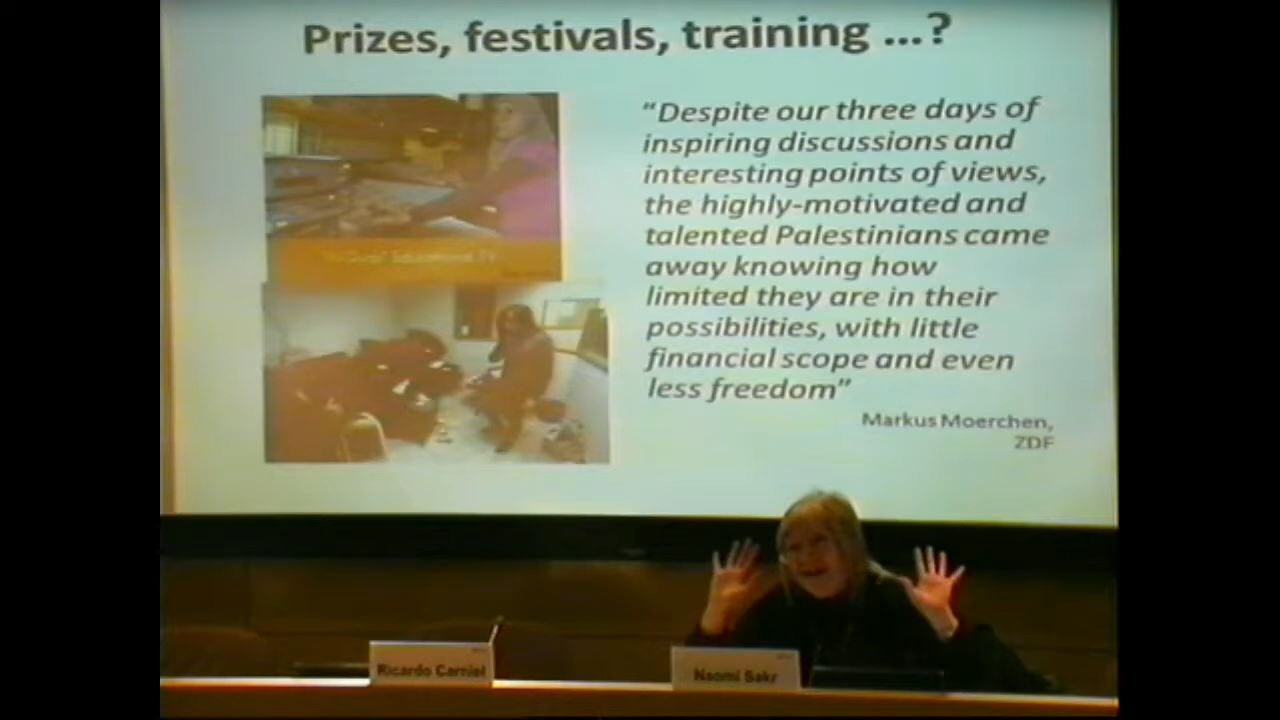 Prizes, festivals, training ...?
"Despite our three days of
inspiring discussions and
interesting points of views,
the highly-motivated and
talented Palestinians came
away knowing how
limited they are in their
possibilities, with little
financial scope and even
less freedom"
Markus Moerchen,
ZDF
Educational TV
Ricardo Carniel
Naomi Sakr